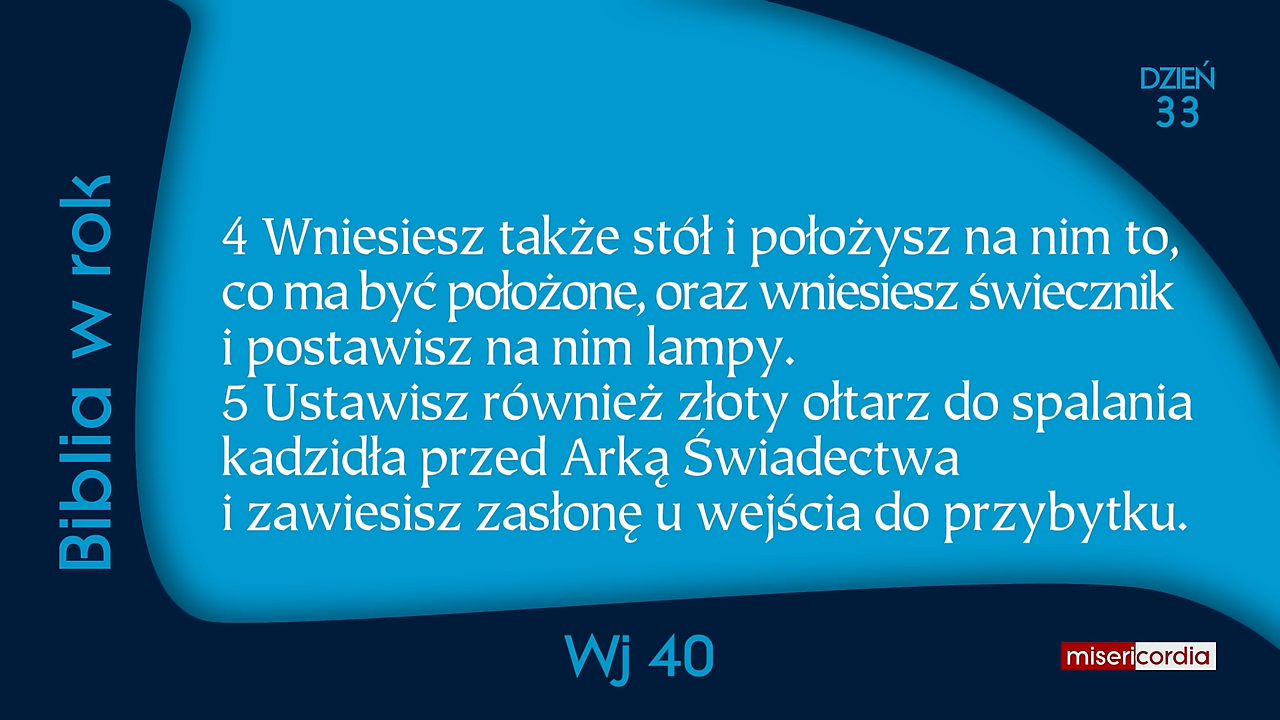 DZIEŃ
33
Biblia w rok
4 Wniesiesz także stół i położysz na nim to,
co ma być położone, oraz wniesiesz świecznik
i postawisz na nim lampy.
5 Ustawisz również złoty ołtarz do spalania
kadzidła przed Arką Świadectwa
i zawiesisz zasłonę u wejścia do przybytku.
Wj 40
misericordia